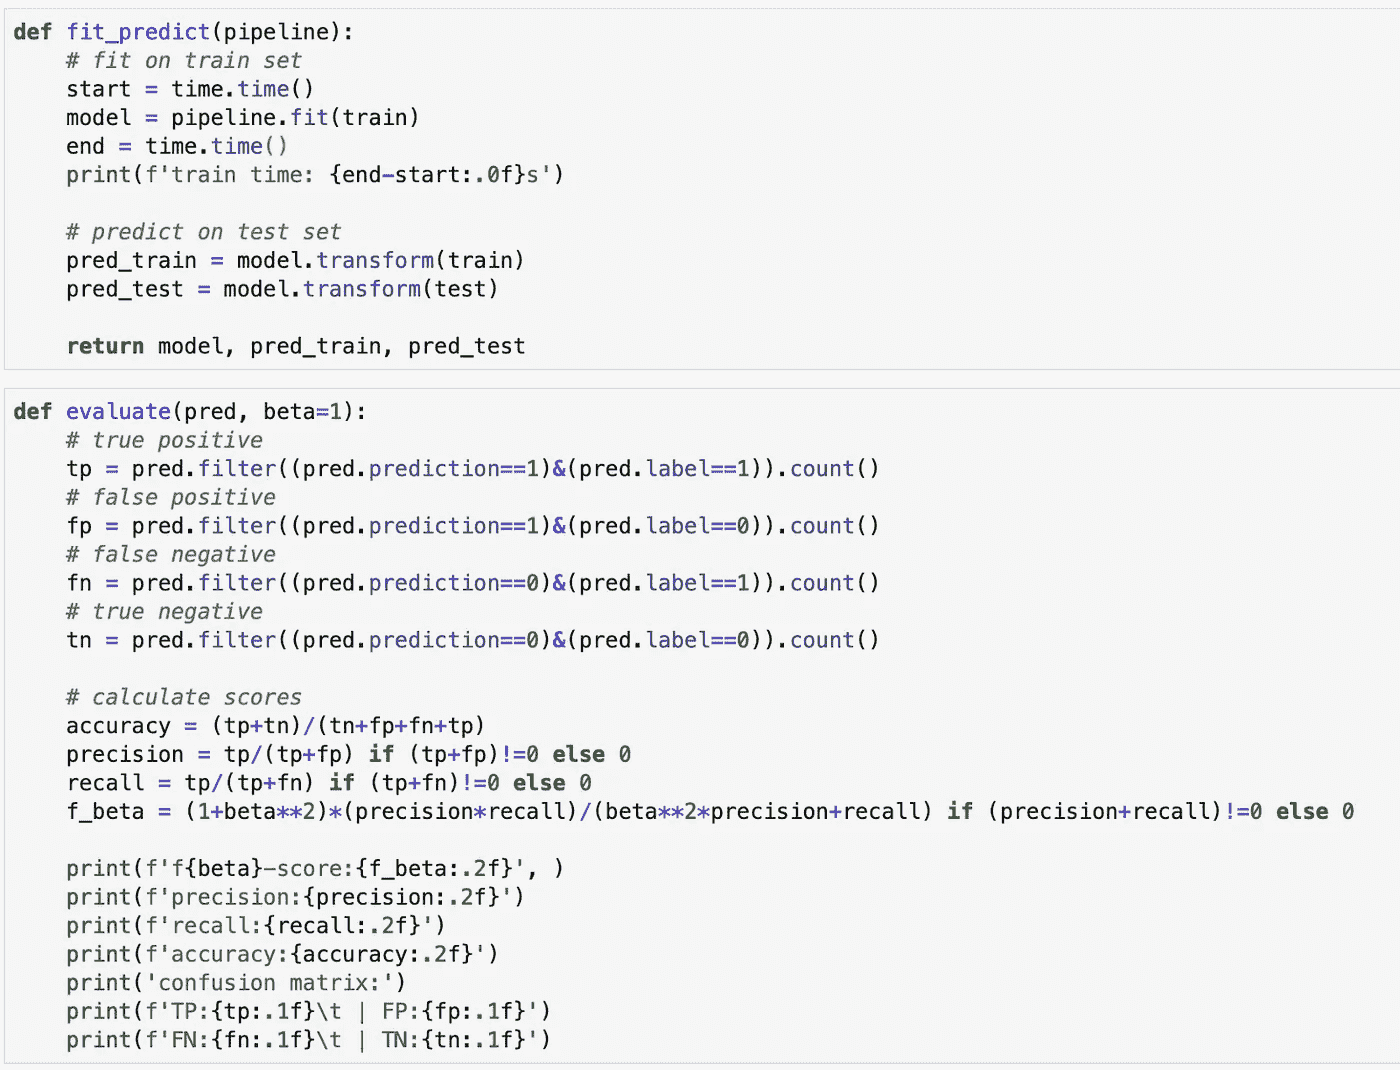 def fit_predict(pipeline):
    # fit on train set
    start = time.time()
    model = pipeline.fit(train)
    end = time.time()
    print(f'train time: {end-start:.0f}s')

    # predict on test set
    pred_train = model.transform(train)
    pred_test = model.transform(test)

    return model, pred_train, pred_test

def evaluate(pred, beta=1):
    # true positive
    tp = pred.filter((pred.prediction==1)&(pred.label==1)).count()
    # false positive
    fp = pred.filter((pred.prediction==1)&(pred.label==0)).count()
    # false negative
    fn = pred.filter((pred.prediction==0)&(pred.label==1)).count()
    # true negative
    tn = pred.filter((pred.prediction==0)&(pred.label==0)).count()

    # calculate scores
    accuracy = (tp+tn)/(tn+fp+fn+tp)
    precision = tp/(tp+fp) if (tp+fp)!=0 else 0
    recall = tp/(tp+fn) if (tp+fn)!=0 else 0
    f_beta = (1+beta**2)*(precision*recall)/(beta**2*precision+recall) if (precision+recall)!=0 else 0

    print(f'f{beta}-score:{f_beta:.2f}', )
    print(f'precision:{precision:.2f}')
    print(f'recall:{recall:.2f}')
    print(f'accuracy:{accuracy:.2f}')
    print('confusion matrix:')
    print(f'TP:{tp:.1f}\t | FP:{fp:.1f}')
    print(f'FN:{fn:.1f}\t | TN:{tn:.1f}')